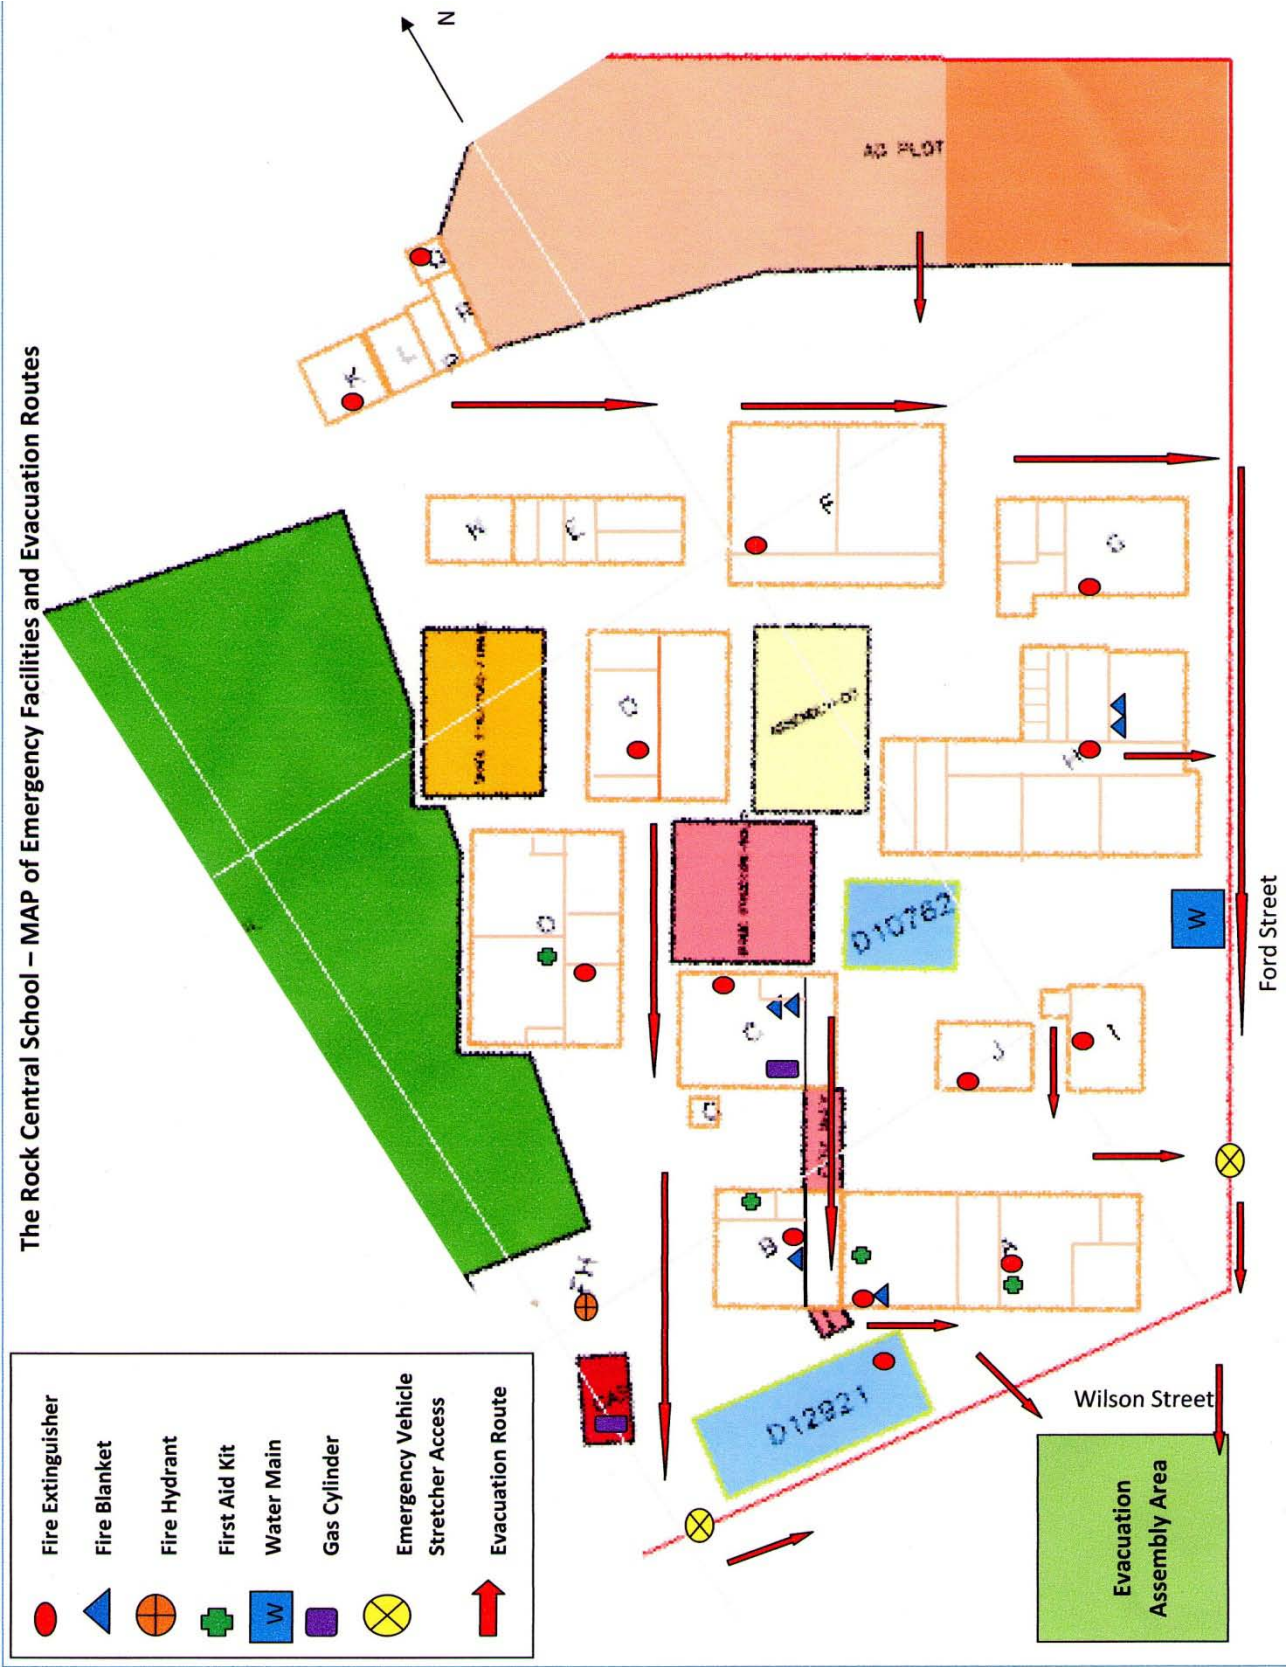 The Rock Central School – MAP of Emergency Facilities and Evacuation Routes
N
Fire Extinguisher
Fire Blanket
Fire Hydrant
First Aid Kit
W
Water Main
Gas Cylinder
Emergency Vehicle
Stretcher Access
Evacuation Route
AG PLOT
K
L
R
M
A
G
D
O
H
C
C
J
I
B
FH
D10762
D12921
W
Ford Street
Wilson Street
Evacuation
Assembly Area